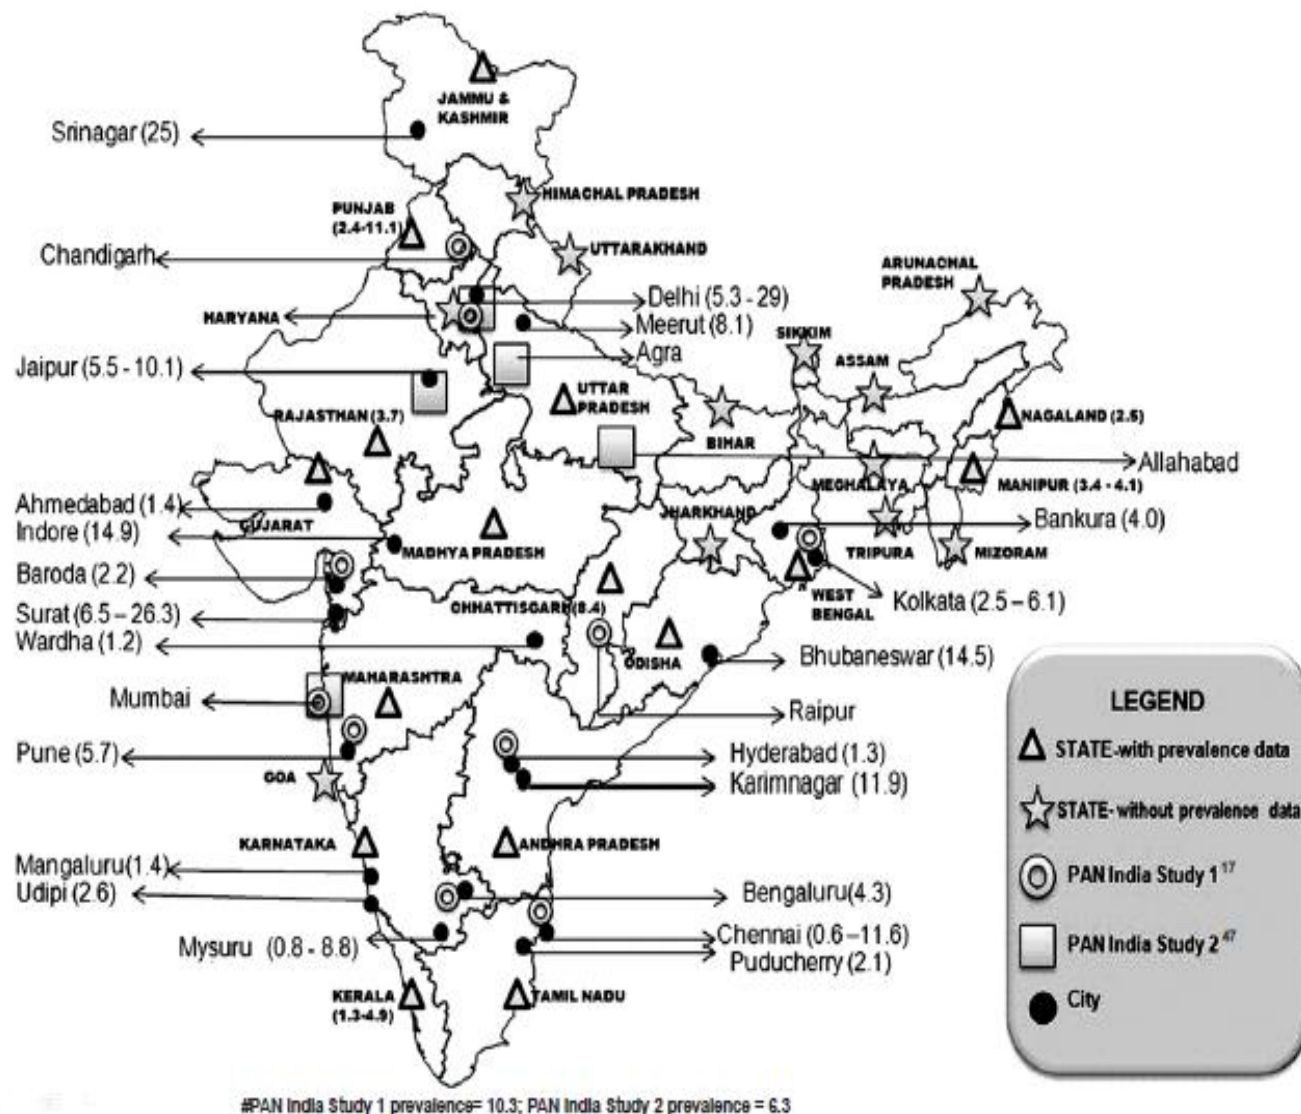 JAMMU &
KASHMIR
Srinagar (25)
HIMACHAL PRADESH
PUNJAB
(2.4-11.1)
Chandigarh
UTTARAKHAND
ARUNACHAL
PRADESH
Delhi (5.3 - 29)
HARYANA
Meerut (8.1)
SIKKIM
Agra
ASSAM
Jaipur (5.5 - 10.1)
UTTAR
PRADESH
RAJASTHAN (3.7)
NAGALAND (2.5)
BIHAR
Allahabad
MEGHALAYA
MANIPUR (3.4 - 4.1)
Ahmedabad (1.4)
JHARKHAND
GUJARAT
Bankura (4.0)
Indore (14.9)
MADHYA PRADESH
TRIPURA
MIZORAM
Baroda (2.2)
WEST
BENGAL
CHHATTISGARH (8.4)
Kolkata (2.5 – 6.1)
Surat (6.5 – 26.3)
Wardha (1.2)
ODISHA
Bhubaneswar (14.5)
MAHARASHTRA
Mumbai
Raipur
Pune (5.7)
Hyderabad (1.3)
GOA
Karimnagar (11.9)
KARNATAKA
ANDHRA PRADESH
Mangaluru(1.4)
Udipi (2.6)
Bengaluru(4.3)
Mysuru (0.8 - 8.8)
Chennai (0.6 –11.6)
Puducherry (2.1)
KERALA
(1.3-4.9)
TAMIL NADU
LEGEND
STATE-with prevalence data
STATE- without prevalence data
PAN India Study 1 17
PAN India Study 2 47
City
#PAN India Study 1 prevalence= 10.3; PAN India Study 2 prevalence = 6.3